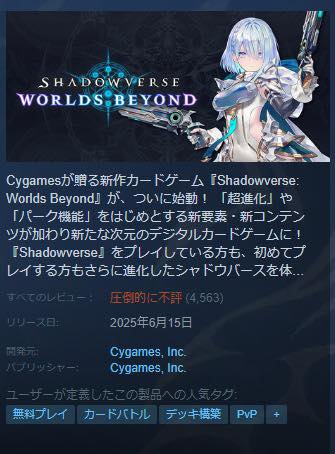 SHADOWVERSE
WORLDS BEYOND
Cygamesが贈る新作カードゲーム『Shadowverse:
Worlds Beyond』が、ついに始動！「超進化」や
「パーク機能」をはじめとする新要素・新コンテン
ツが加わり新たな次元のデジタルカードゲームに！
『Shadowverse』をプレイしている方も、初めてプ
レイする方もさらに進化したシャドウバースを体...
すべてのレビュー： 圧倒的に不評 (4,563)
リリース日: 2025年6月15日
開発元: Cygames, Inc.
パブリッシャー: Cygames, Inc.
ユーザーが定義したこの製品への人気タグ:
無料プレイ カードバトル デッキ構築 PvP +